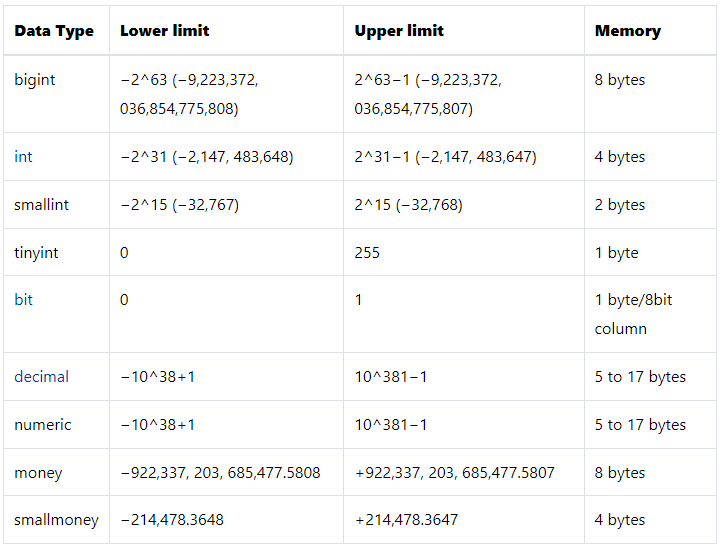 Data Type Lower limit Upper limit Memory
bigint −2^63 (−9,223,372, 2^63−1 (−9,223,372, 8 bytes
036,854,775,808) 036,854,775,807)
int −2^31 (−2,147, 483,648) 2^31−1 (−2,147, 483,647) 4 bytes
smallint −2^15 (−32,767) 2^15 (−32,768) 2 bytes
tinyint 0 255 1 byte
bit 0 1 1 byte/8bit
column
decimal −10^38+1 10^381−1 5 to 17 bytes
numeric −10^38+1 10^381−1 5 to 17 bytes
money −922,337, 203, 685,477.5808 +922,337, 203, 685,477.5807 8 bytes
smallmoney −214,478.3648 +214,478.3647 4 bytes